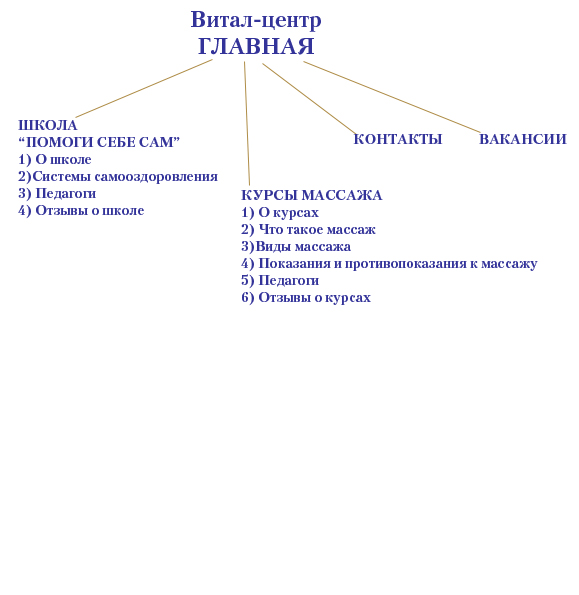 Витал-центр
ГЛАВНАЯ
ШКОЛА
“ПОМОГИ СЕБЕ САМ”
1) О школе
2)Системы самооздоровления
3) Педагоги
4) Отзывы о школе
КУРСЫ МАССАЖА
1) О курсах
2) Что такое массаж
3)Виды массажа
4) Показания и противопоказания к массажу
5) Педагоги
6) Отзывы о курсах
КОНТАКТЫ
ВАКАНСИИ